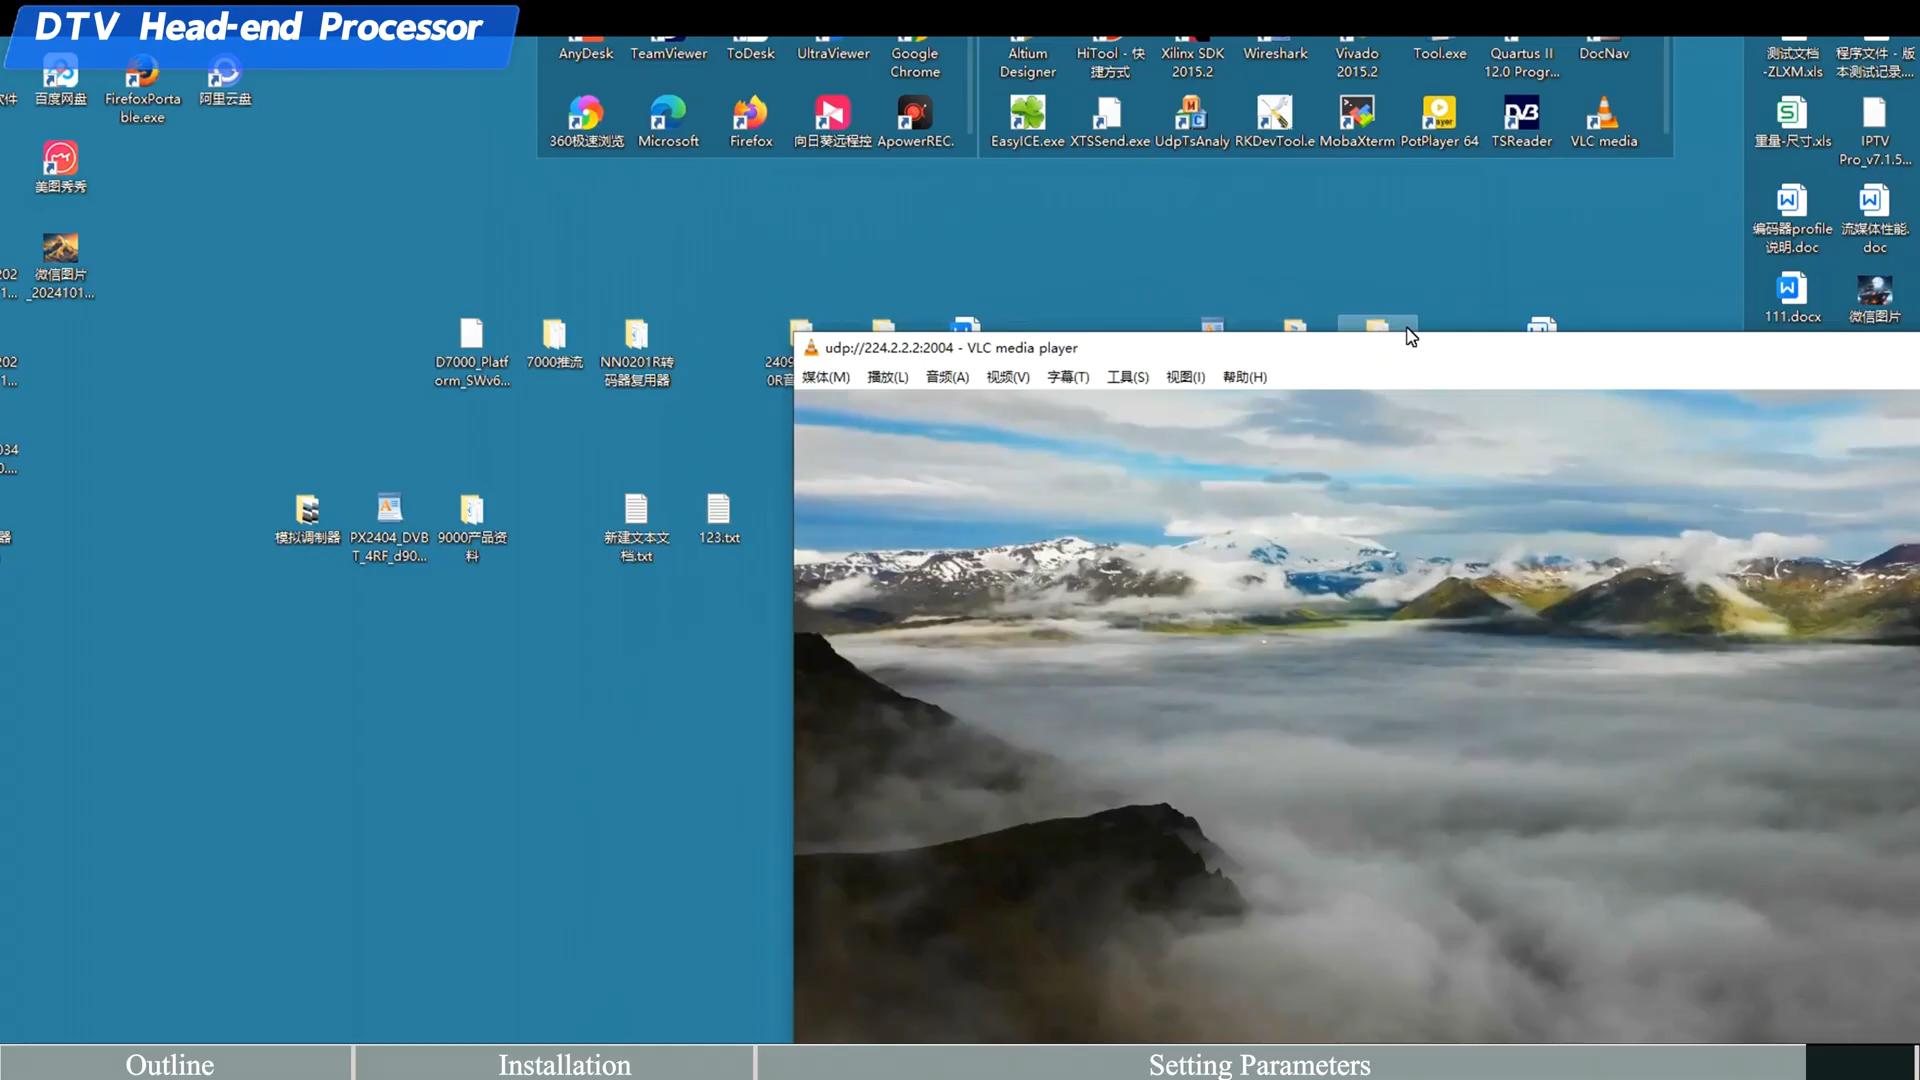 DTV Head-end Processor
AnyDesk
TeamViewer
ToDesk
UltraViewer
Google
Chrome
Altium
Designer
HiTool - 快
捷方式
Xilinx SDK
2015.2
Wireshark
Vivado
2015.2
Tool.exe
Quartus II
12.0 Progr...
DocNav
测试文档
-ZLXM.xls
程序文件 - 版
本测试记录....
百度网盘
FirefoxPorta
ble.exe
阿里云盘
360极速浏览
Microsoft
Firefox
向日葵远程控
ApowerREC.
EasyICE.exe
XTSSend.exe
UdpTsAnaly
RKDevTool.e
MobaXterm
PotPlayer 64
TSReader
VLC media
重量-尺寸.xls
IPTV
Pro_v7.1.5...
美图秀秀
编码器profile
说明.doc
流媒体性能.
doc
微信图片
_2024101...
111.docx
微信图片
D7000_Platf
orm_SWv6...
7000推流
NN0201R转
码器复用器
2409
0R音
udp://224.2.2.2:2004 - VLC media player
媒体(M) 播放(L) 音频(A) 视频(V) 字幕(T) 工具(S) 视图(I) 帮助(H)
模拟调制器
PX2404_DVB
T_4RF_d90...
9000产品资
料
新建文本文
档.txt
123.txt
Outline
Installation
Setting Parameters